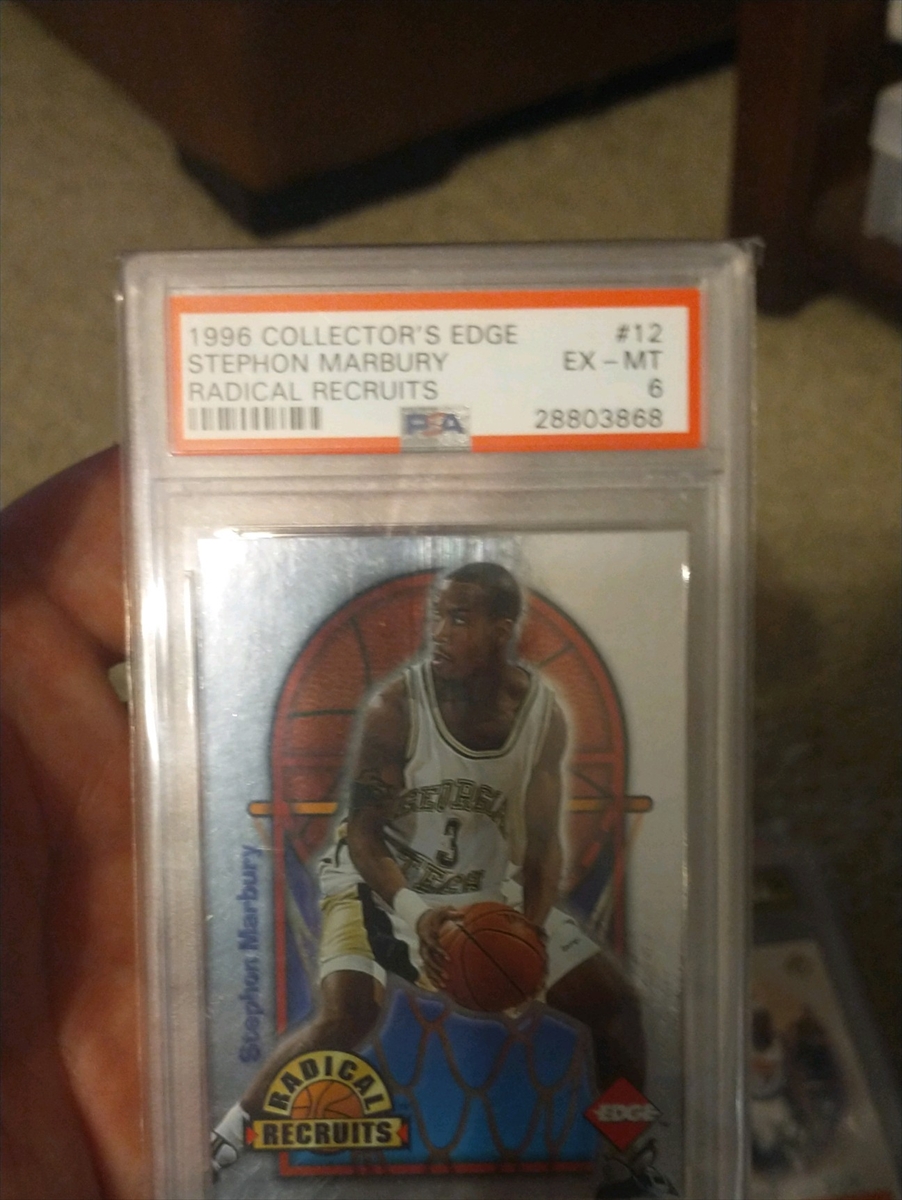 1996 COLLECTOR'S EDGE #12
STEPHON MARBURY EX - MT
RADICAL RECRUITS 6
PSA 28803868
GEORGIA
3
TECH
Stephon Marbury
RADICAL
RECRUITS
EDGE